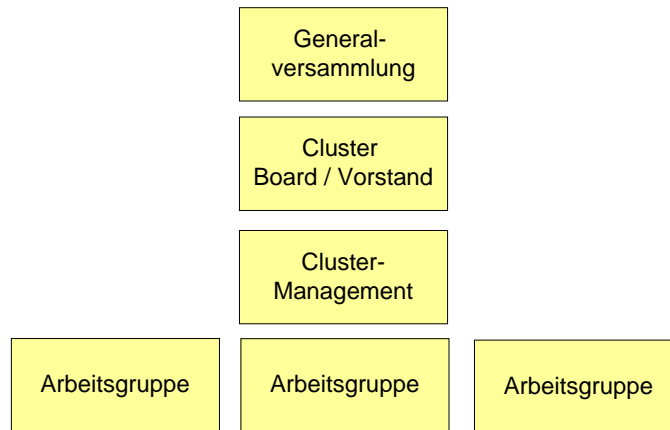 General-
versammlung
Cluster
Board / Vorstand
Cluster-
Management
Arbeitsgruppe
Arbeitsgruppe
Arbeitsgruppe